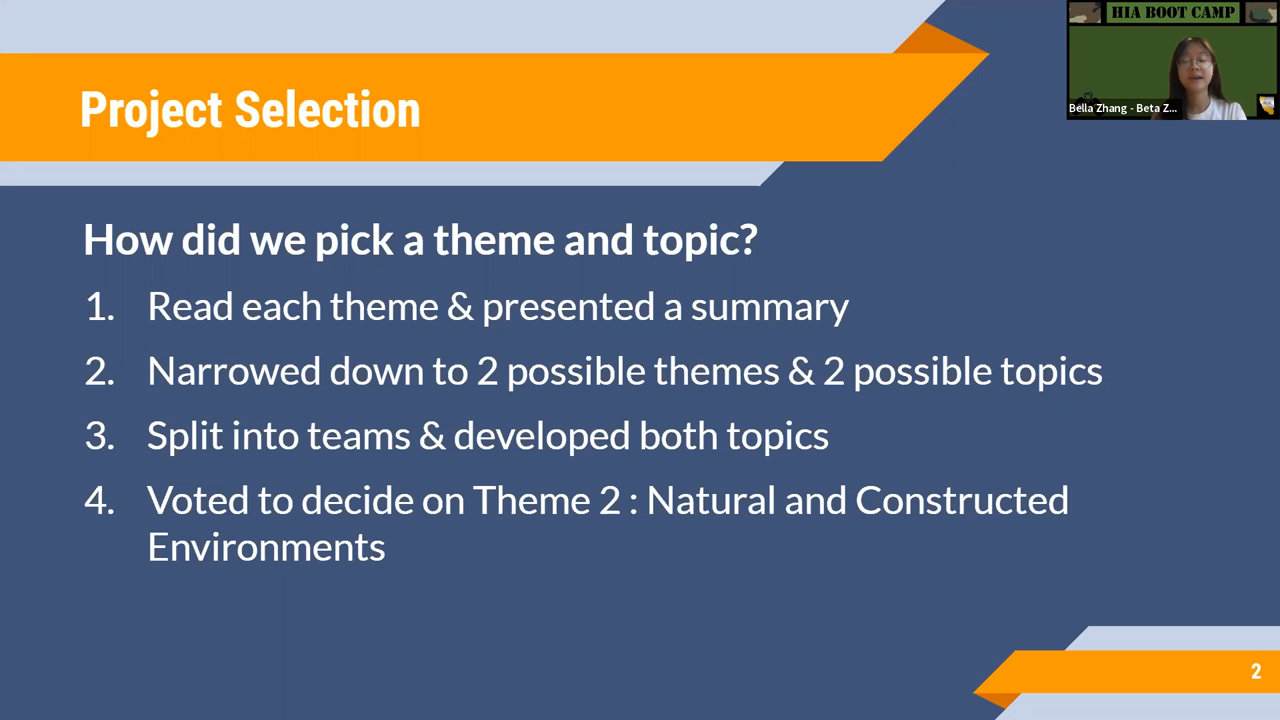 HIA BOOT CAMP
Bella Zhang - Beta Z...
Project Selection
How did we pick a theme and topic?
1. Read each theme & presented a summary
2. Narrowed down to 2 possible themes & 2 possible topics
3. Split into teams & developed both topics
4. Voted to decide on Theme 2 : Natural and Constructed
Environments
2